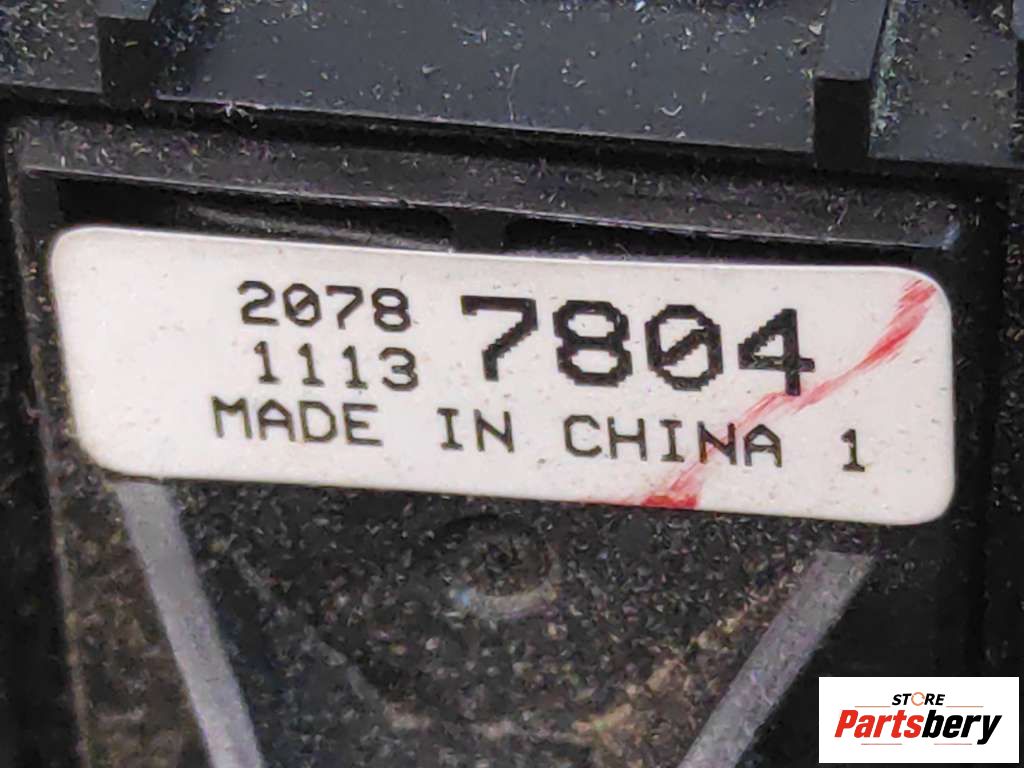 2078 7804
1113
MADE IN CHINA 1
STORE
Partsbery